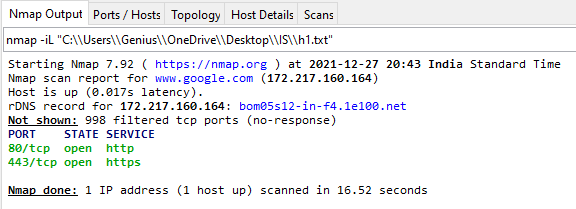 Nmap Output Ports / Hosts Topology Host Details Scans
nmap -iL "C:\\Users\\Genius\\OneDrive\\Desktop\\IS\\h1.txt"
Starting Nmap 7.92 ( https://nmap.org ) at 2021-12-27 20:43 India Standard Time
Nmap scan report for www.google.com (172.217.160.164)
Host is up (0.017s latency).
rDNS record for 172.217.160.164: bom05s12-in-f4.1e100.net
Not shown: 998 filtered tcp ports (no-response)
PORT    STATE SERVICE
80/tcp  open  http
443/tcp open  https
Nmap done: 1 IP address (1 host up) scanned in 16.52 seconds